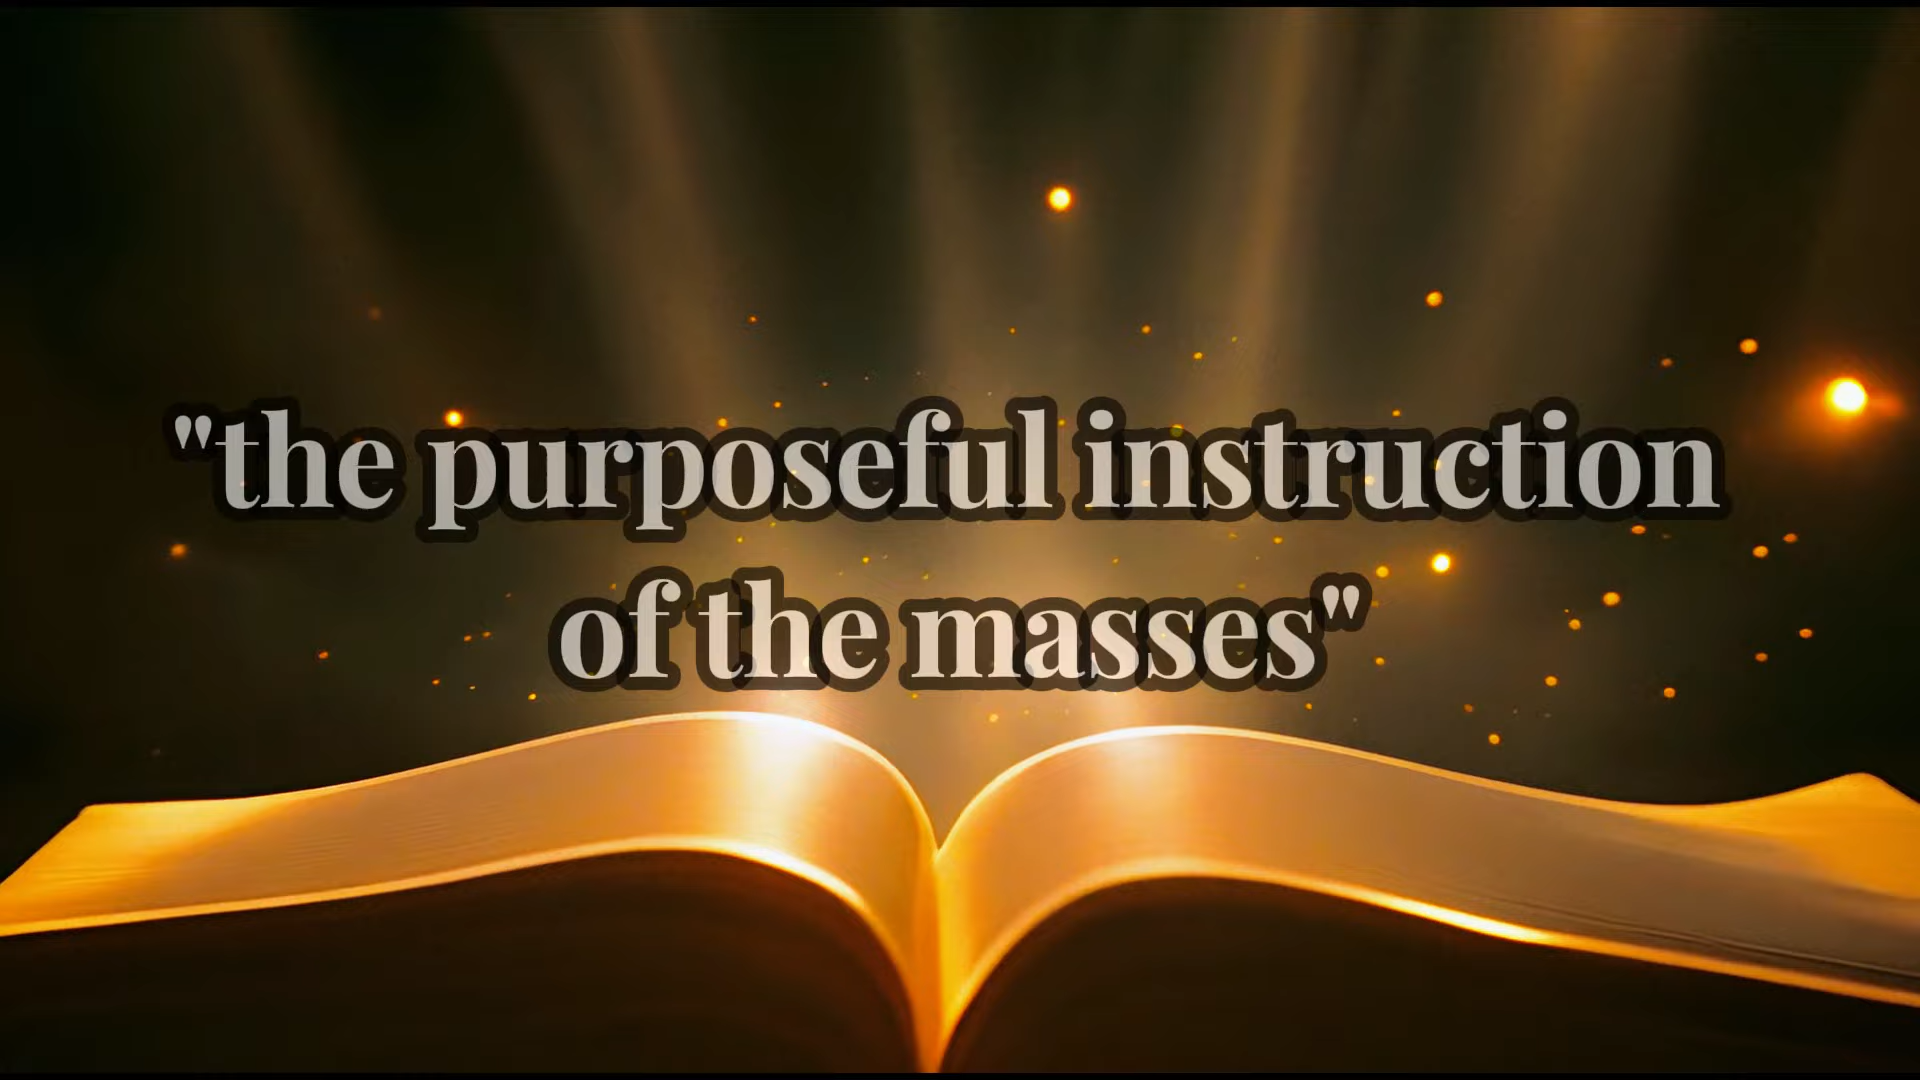 "the purposeful instruction
of the masses"